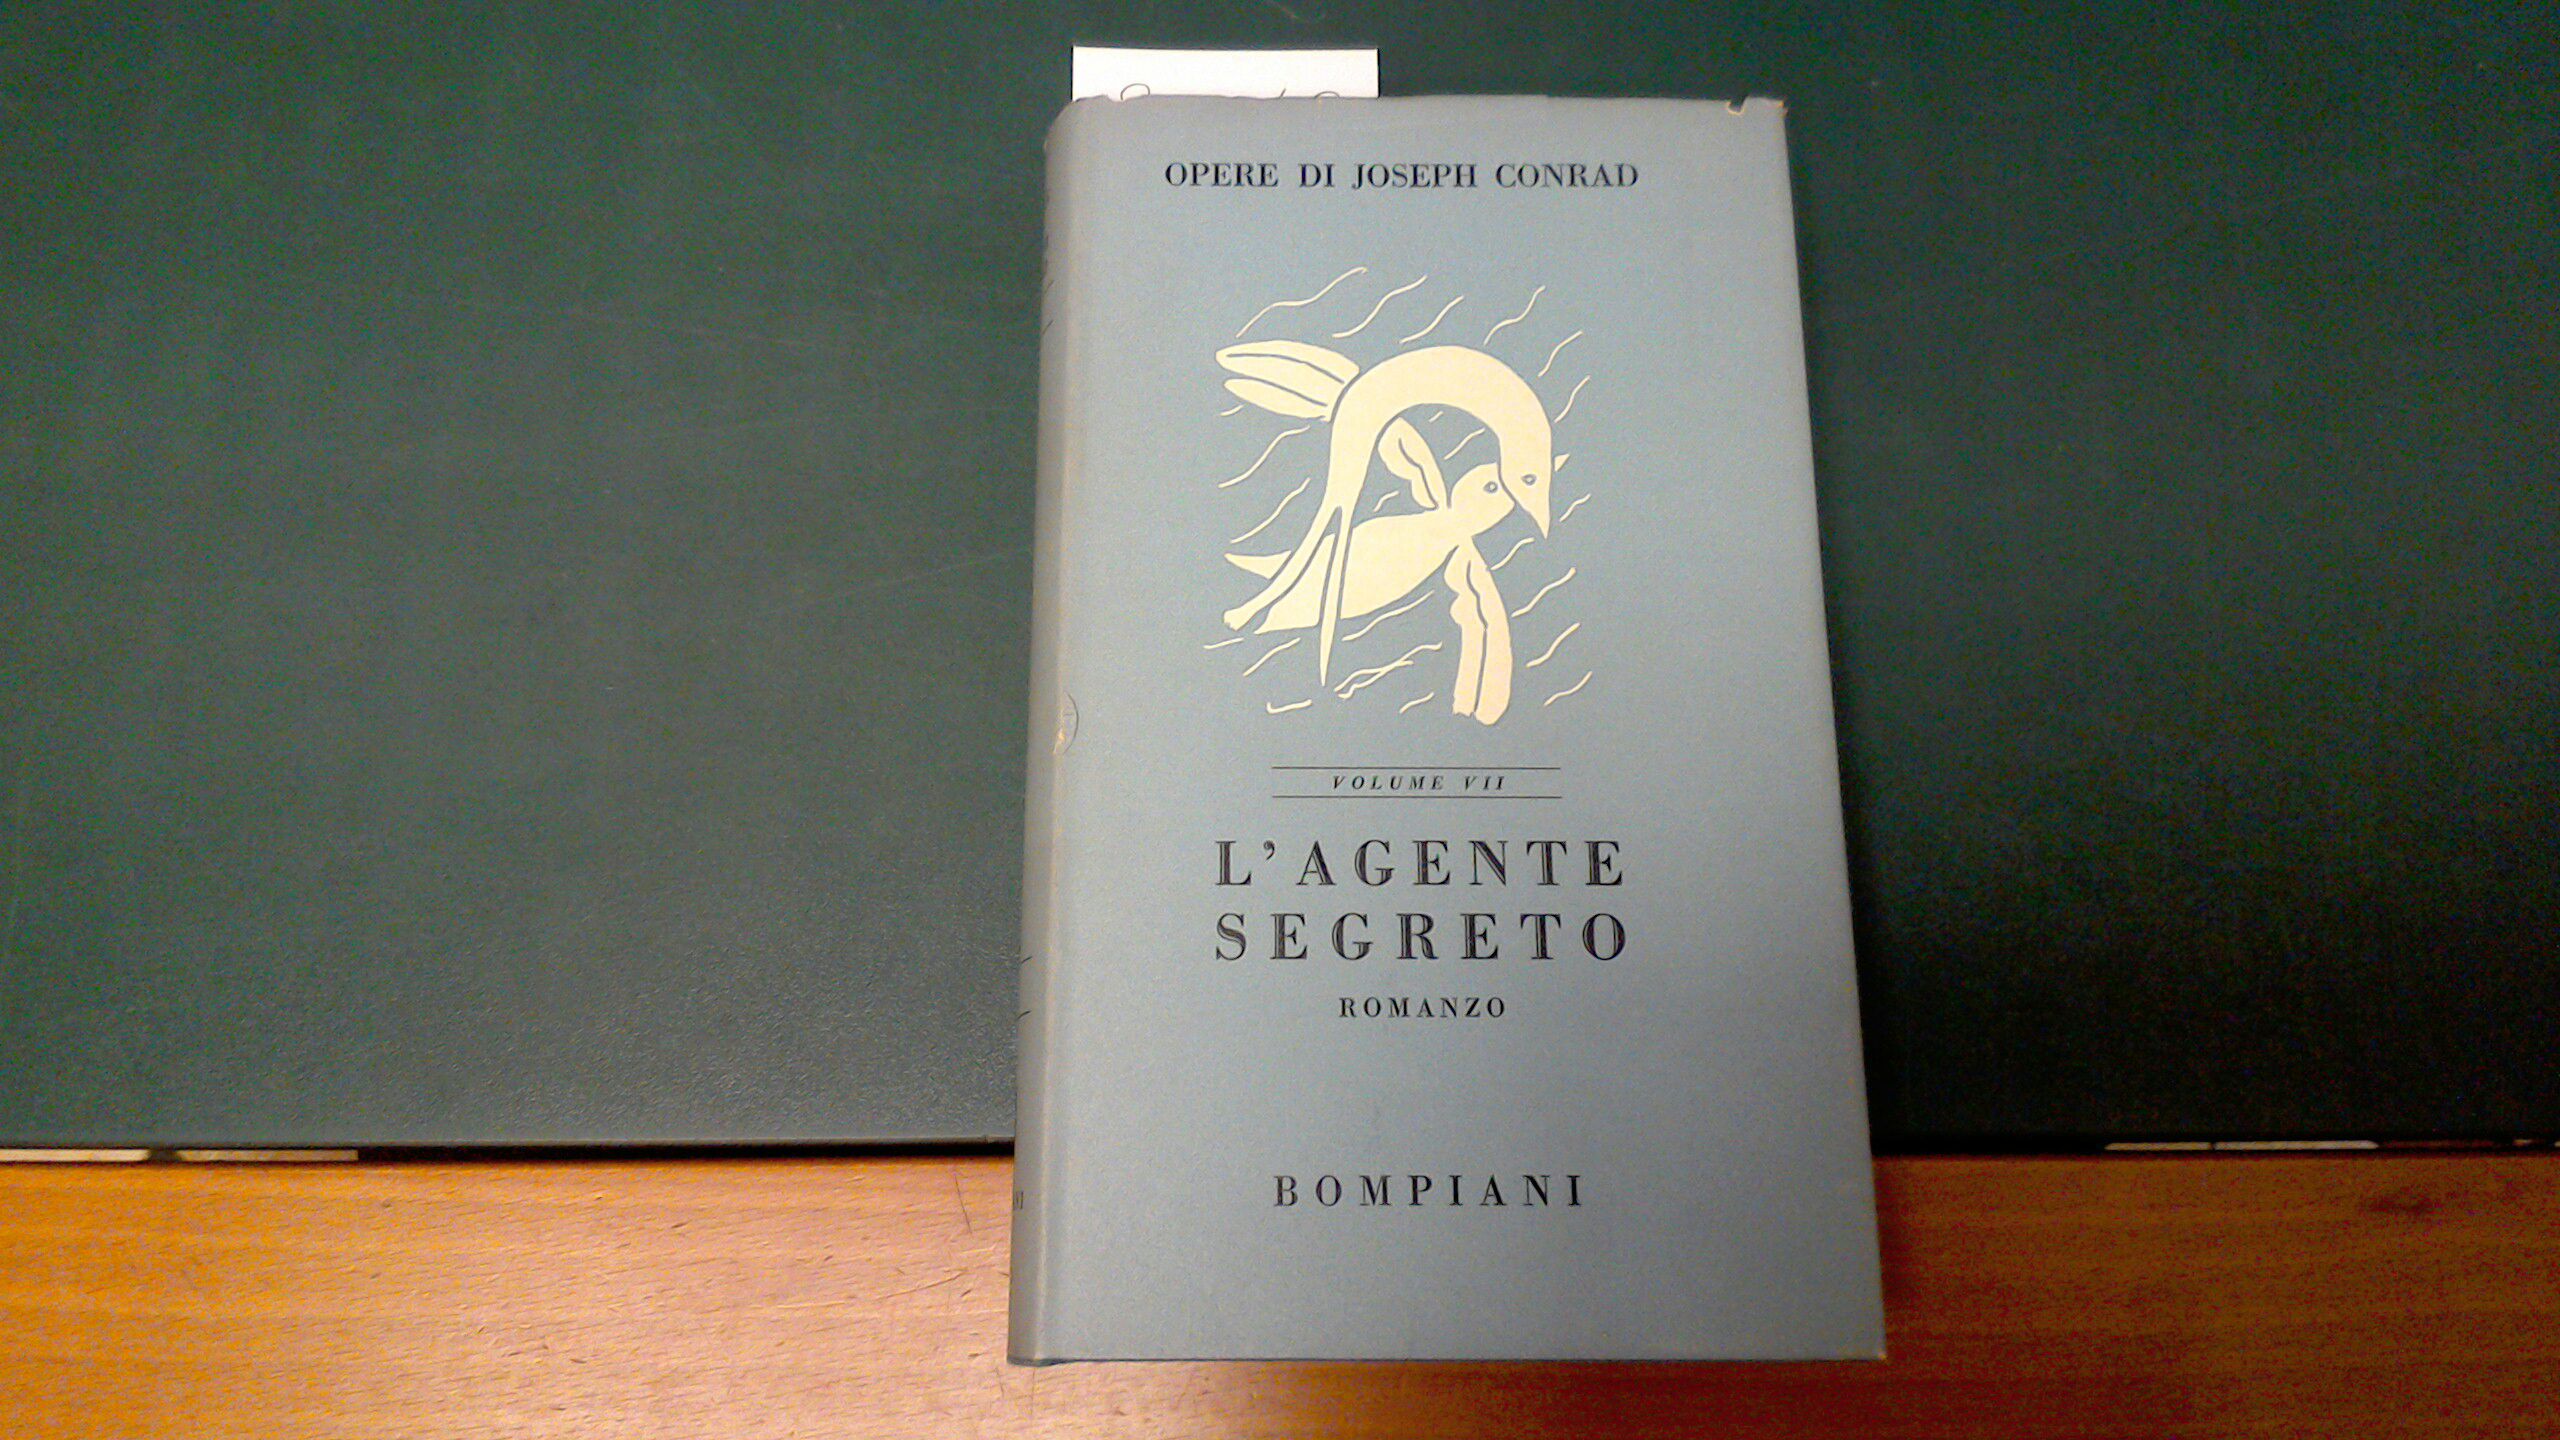 OPERE DI JOSEPH CONRAD
VOLUME VII
L'AGENTE
SEGRETO
ROMANZO
BOMPIANI